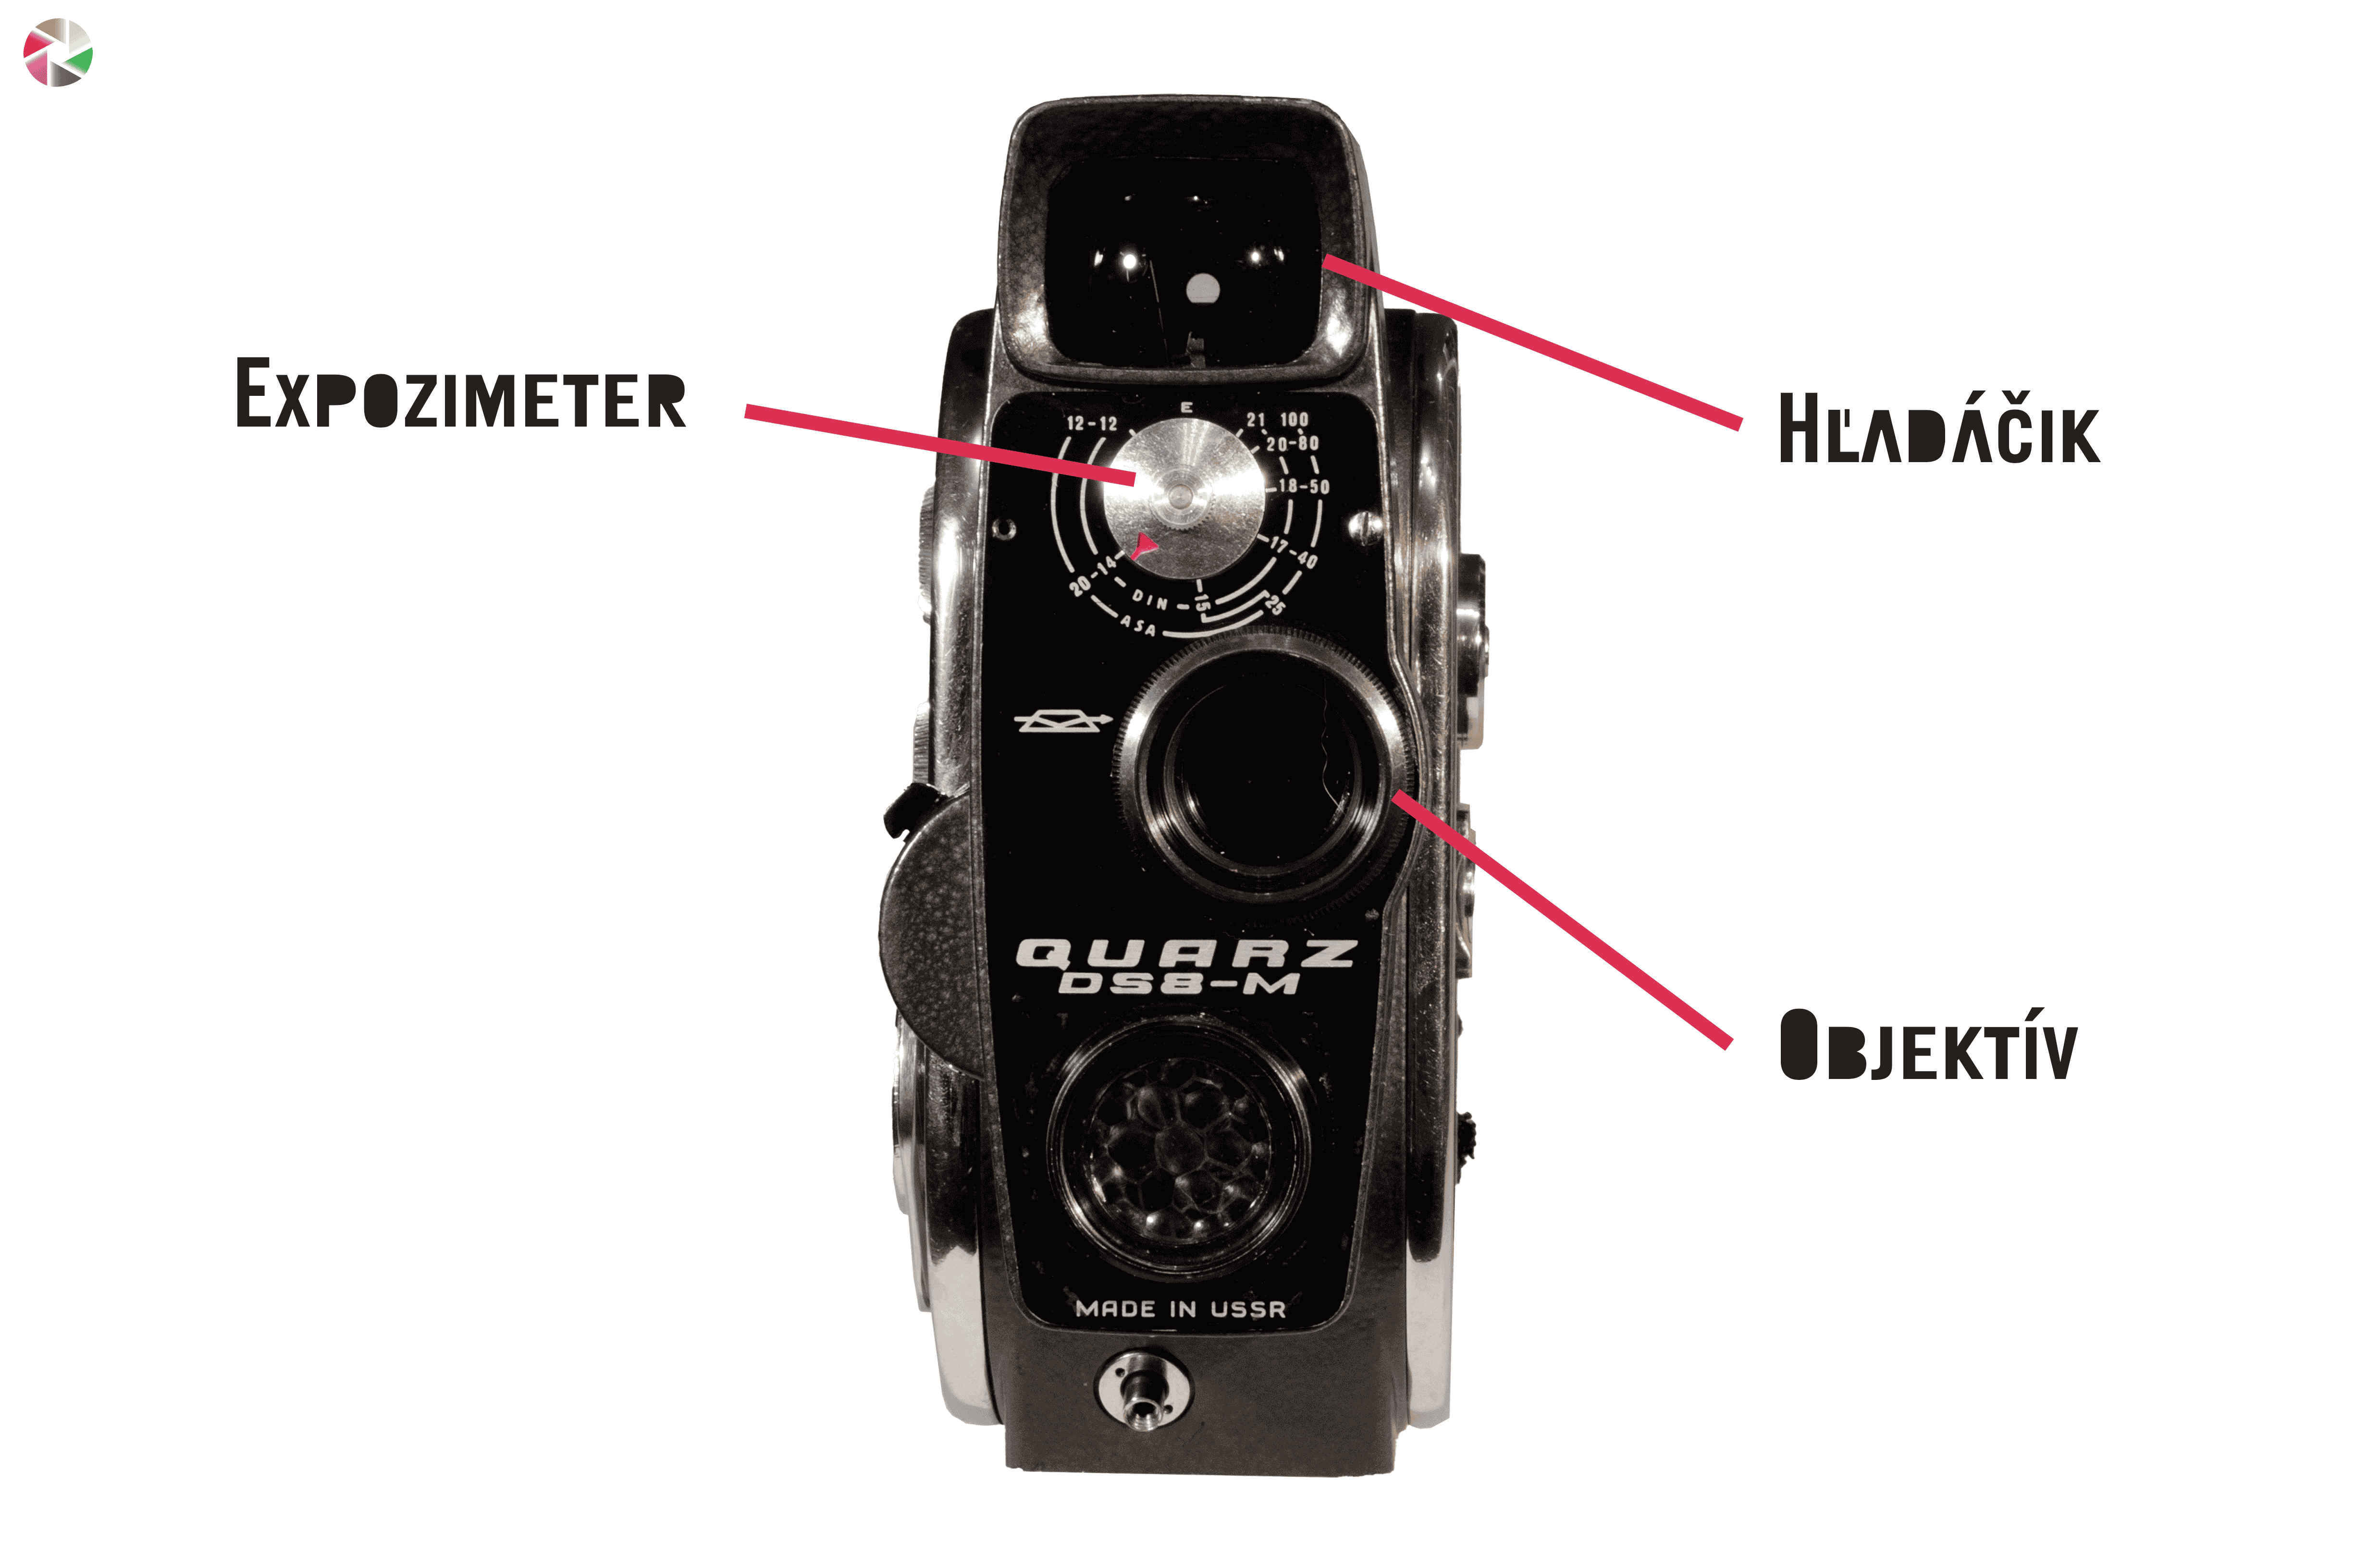 Expozimeter
Hľadáčik
E
12-12
21 100
20-80
18-50
17-40
25
15
20-14
DIN
ASA
QUARZ
DS8-M
Objektív
MADE IN USSR